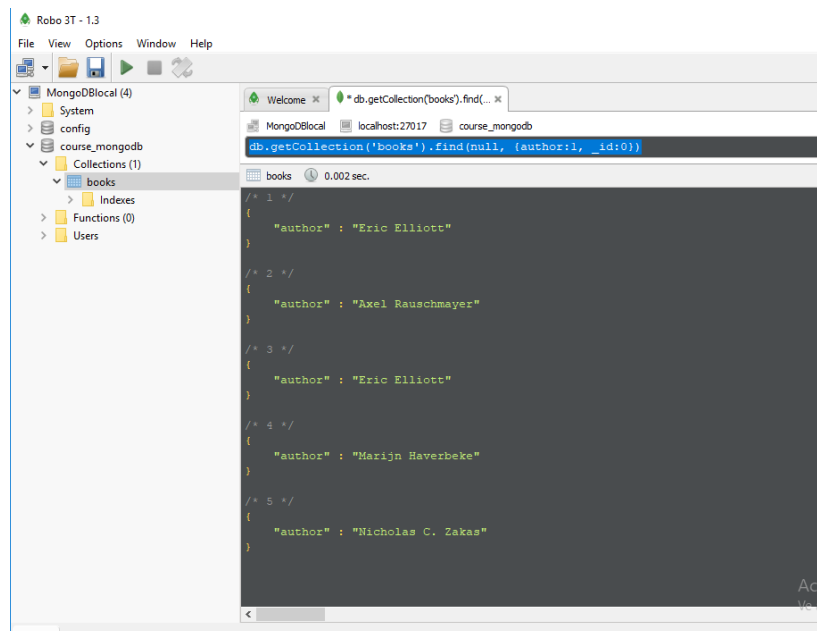 Robo 3T - 1.3
File View Options Window Help
MongoDBlocal (4)
System
config
course_mongodb
Collections (1)
books
Indexes
Functions (0)
Users
Welcome
* db.getCollection('books').find(...
MongoDBlocal localhost:27017 course_mongodb
db.getCollection('books').find(null, {author:1, _id:0})
books 0.002 sec.
/* 1 */
{
"author" : "Eric Elliott"
}
/* 2 */
{
"author" : "Axel Rauschmayer"
}
/* 3 */
{
"author" : "Eric Elliott"
}
/* 4 */
{
"author" : "Marijn Haverbeke"
}
/* 5 */
{
"author" : "Nicholas C. Zakas"
}
Ac
Ve